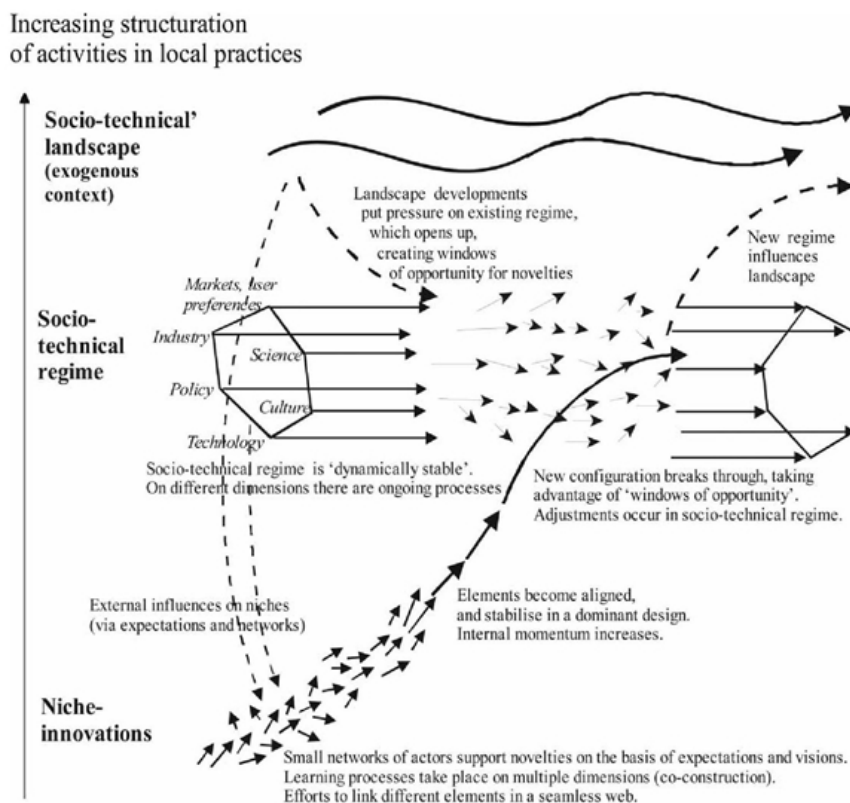 Increasing structuration
of activities in local practices
Socio-technical’
landscape
(exogenous
context)
Landscape developments
put pressure on existing regime,
which opens up,
creating windows
of opportunity for novelties
New regime
influences
landscape
Markets, user
preferences
Industry
Science
Policy
Culture
Technology
Socio-
technical
regime
Socio-technical regime is ‘dynamically stable’.
On different dimensions there are ongoing processes
New configuration breaks through, taking
advantage of ‘windows of opportunity’.
Adjustments occur in socio-technical regime.
Elements become aligned,
and stabilise in a dominant design.
Internal momentum increases.
External influences on niches
(via expectations and networks)
Niche-
innovations
Small networks of actors support novelties on the basis of expectations and visions.
Learning processes take place on multiple dimensions (co-construction).
Efforts to link different elements in a seamless web.